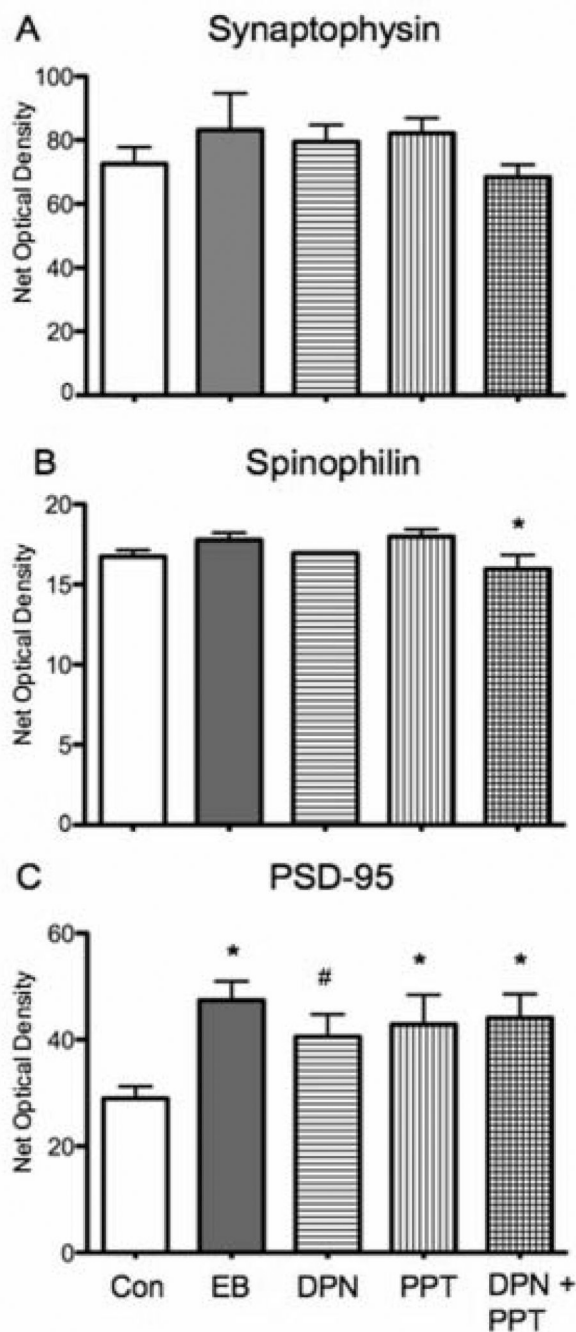 A Synaptophysin
Net Optical Density
100
80
60
40
20
0
B Spinophilin
Net Optical Density
20
15
10
5
0
*
C PSD-95
Net Optical Density
60
40
20
0
* # * *
Con EB DPN PPT DPN +
PPT